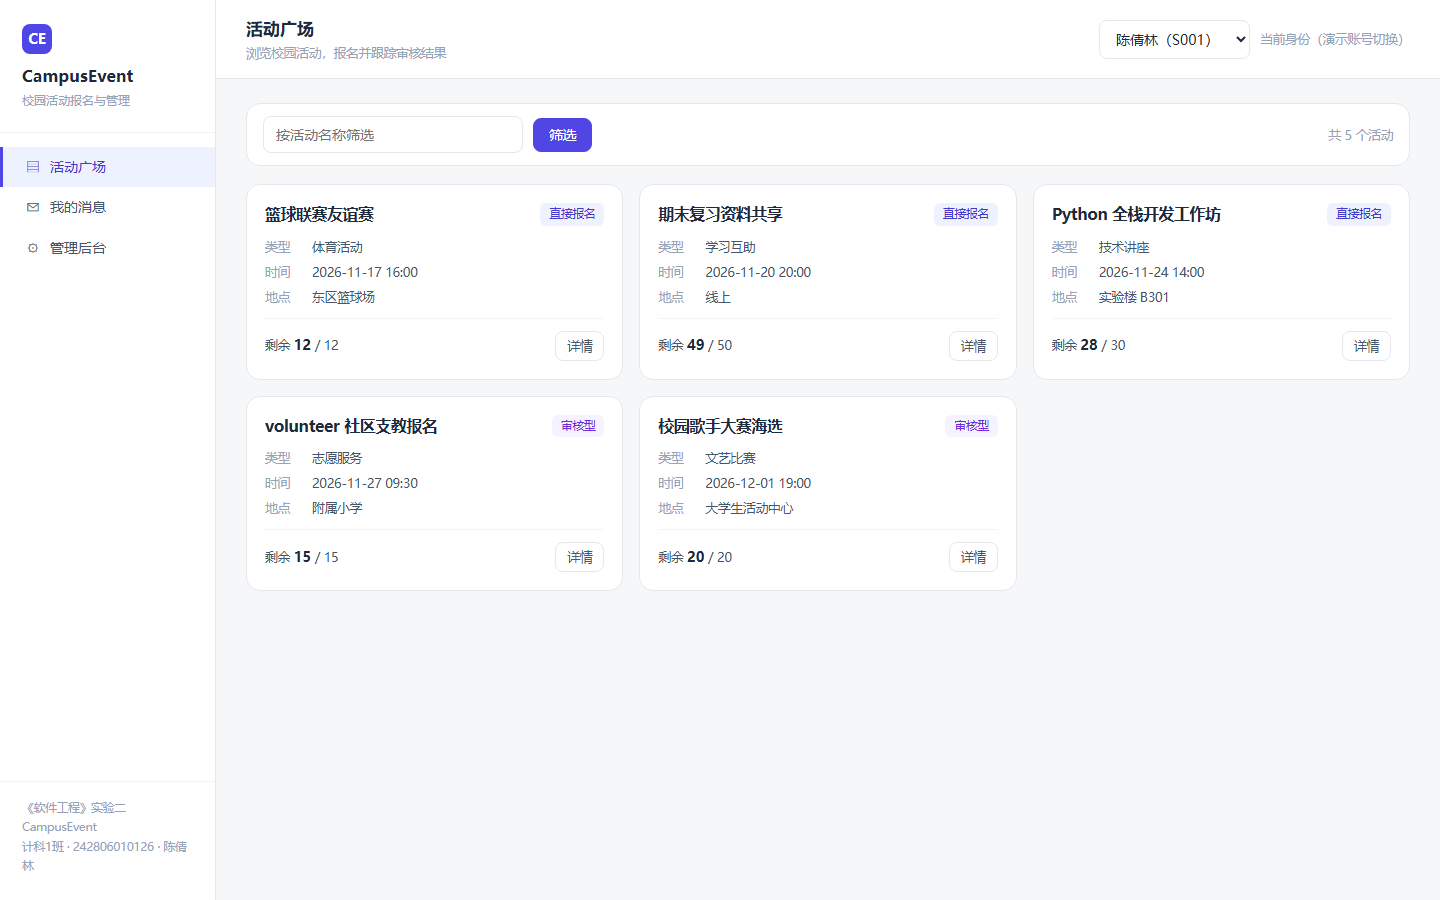 CE
CampusEvent
校园活动报名与管理
活动广场
我的消息
管理后台
《软件工程》实验二
CampusEvent
计科1班 · 242806010126 · 陈倩
林
活动广场
浏览校园活动，报名并跟踪审核结果
陈倩林（S001）
当前身份（演示账号切换）
按活动名称筛选
筛选
共 5 个活动
篮球联赛友谊赛
直接报名
类型 体育活动
时间 2026-11-17 16:00
地点 东区篮球场
剩余 12 / 12
详情
期末复习资料共享
直接报名
类型 学习互助
时间 2026-11-20 20:00
地点 线上
剩余 49 / 50
详情
Python 全栈开发工作坊
直接报名
类型 技术讲座
时间 2026-11-24 14:00
地点 实验楼 B301
剩余 28 / 30
详情
volunteer 社区支教报名
审核型
类型 志愿服务
时间 2026-11-27 09:30
地点 附属小学
剩余 15 / 15
详情
校园歌手大赛海选
审核型
类型 文艺比赛
时间 2026-12-01 19:00
地点 大学生活动中心
剩余 20 / 20
详情